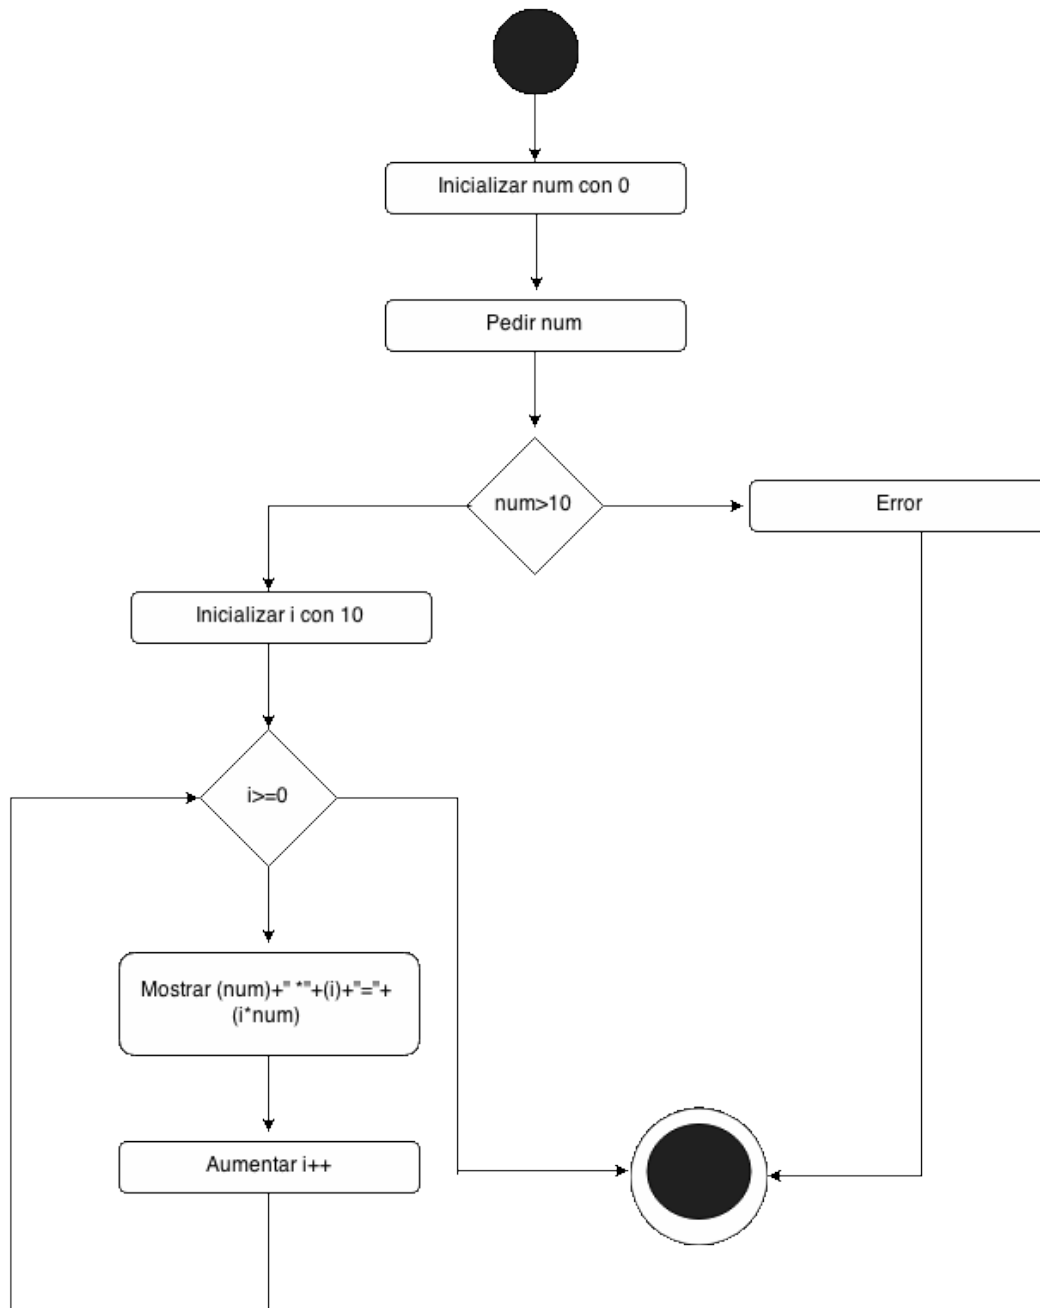 Inicializar num con 0
Pedir num
num>10
Error
Inicializar i con 10
i>=0
Mostrar (num)+" *"+(i)+"="+
(i*num)
Aumentar i++